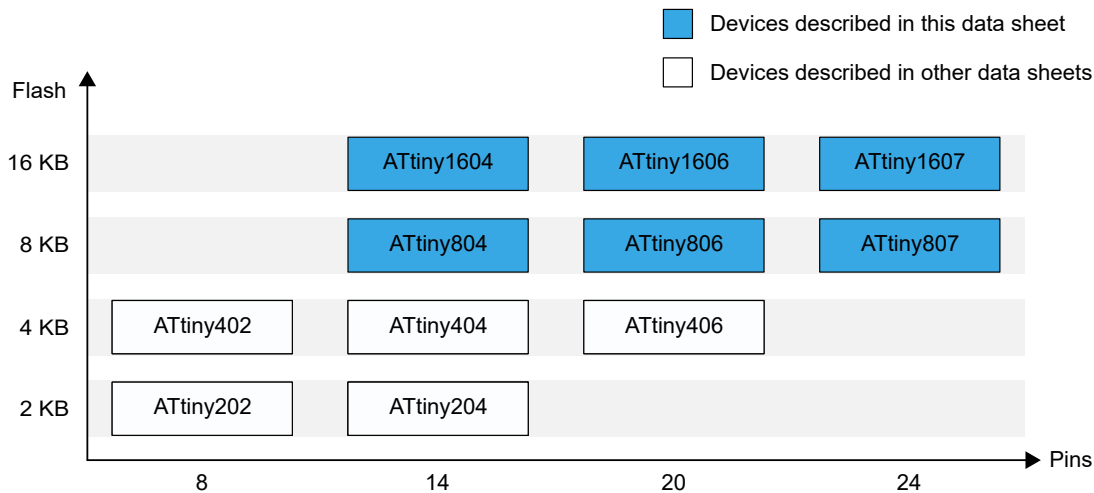 Devices described in this data sheet
Devices described in other data sheets
Flash
16 KB ATtiny1604 ATtiny1606 ATtiny1607
8 KB ATtiny804 ATtiny806 ATtiny807
4 KB ATtiny402 ATtiny404 ATtiny406
2 KB ATtiny202 ATtiny204
Pins
8 14 20 24